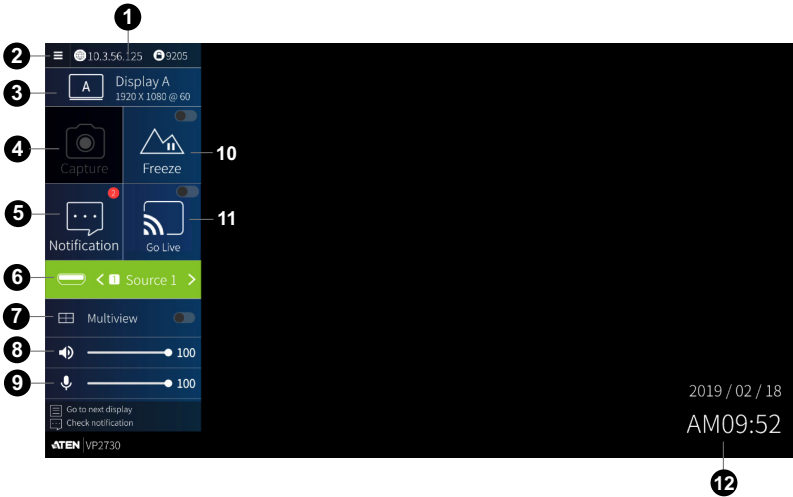 1
2
10.3.56.125 9205
3
A
Display A
1920 X 1080 @ 60
4
Capture
Freeze
10
5
2
Notification
Go Live
11
6
1 Source 1
7
Multiview
8
100
9
100
Go to next display
Check notification
ATEN VP2730
2019 / 02 / 18
AM09:52
12